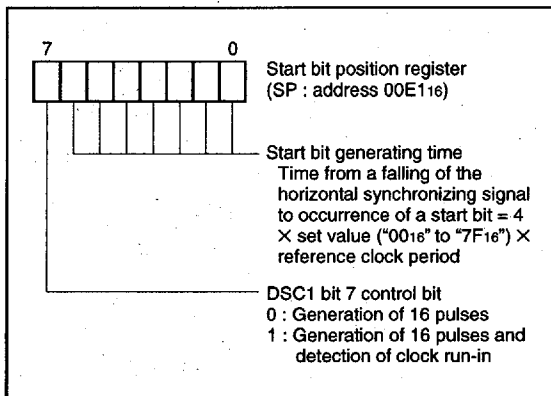 7 0
Start bit position register
(SP : address 00E116)
Start bit generating time
Time from a falling of the
horizontal synchronizing signal
to occurrence of a start bit = 4
× set value (“0016” to “7F16”) ×
reference clock period
DSC1 bit 7 control bit
0 : Generation of 16 pulses
1 : Generation of 16 pulses and
detection of clock run-in